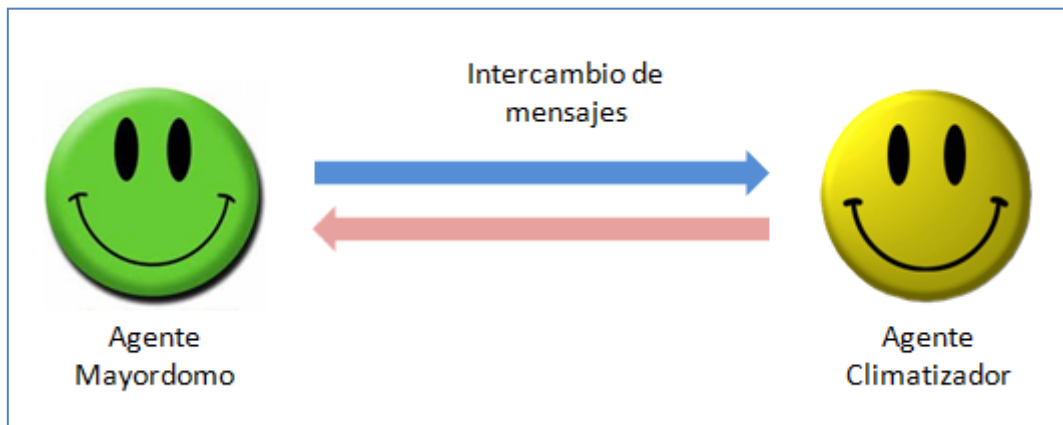 Intercambio de
mensajes
Agente
Mayordomo
Agente
Climatizador